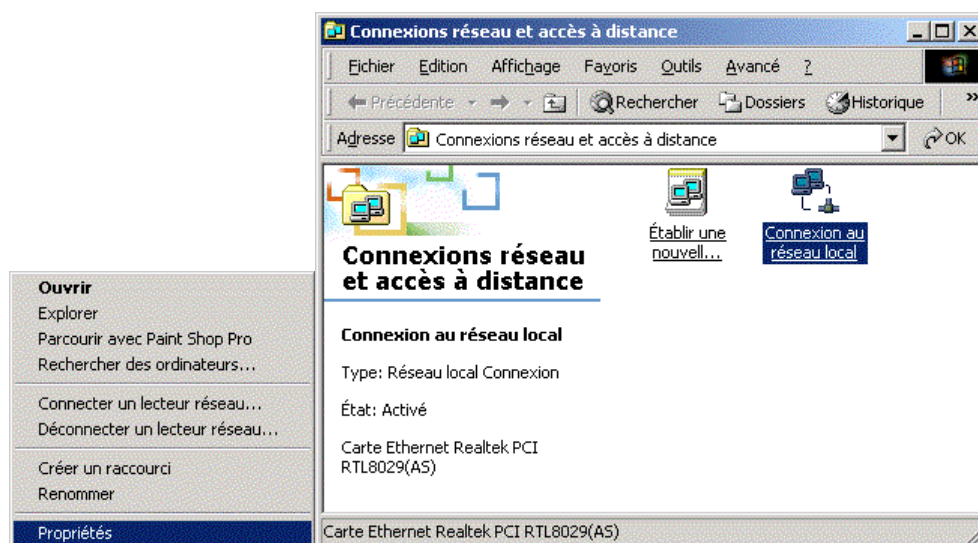 Connexions réseau et accès à distance
Fichier Edition Affichage Favoris Outils Avancé ?
Précédente Rechercher Dossiers Historique »
Adresse Connexions réseau et accès à distance OK
Établir une
nouvell...
Connexion au
réseau local
Connexions réseau
et accès à distance
Connexion au réseau local
Type: Réseau local Connexion
État: Activé
Carte Ethernet Realtek PCI
RTL8029(AS)
Carte Ethernet Realtek PCI RTL8029(AS)
Ouvrir
Explorer
Parcourir avec Paint Shop Pro
Rechercher des ordinateurs...
Connecter un lecteur réseau...
Déconnecter un lecteur réseau...
Créer un raccourci
Renommer
Propriétés